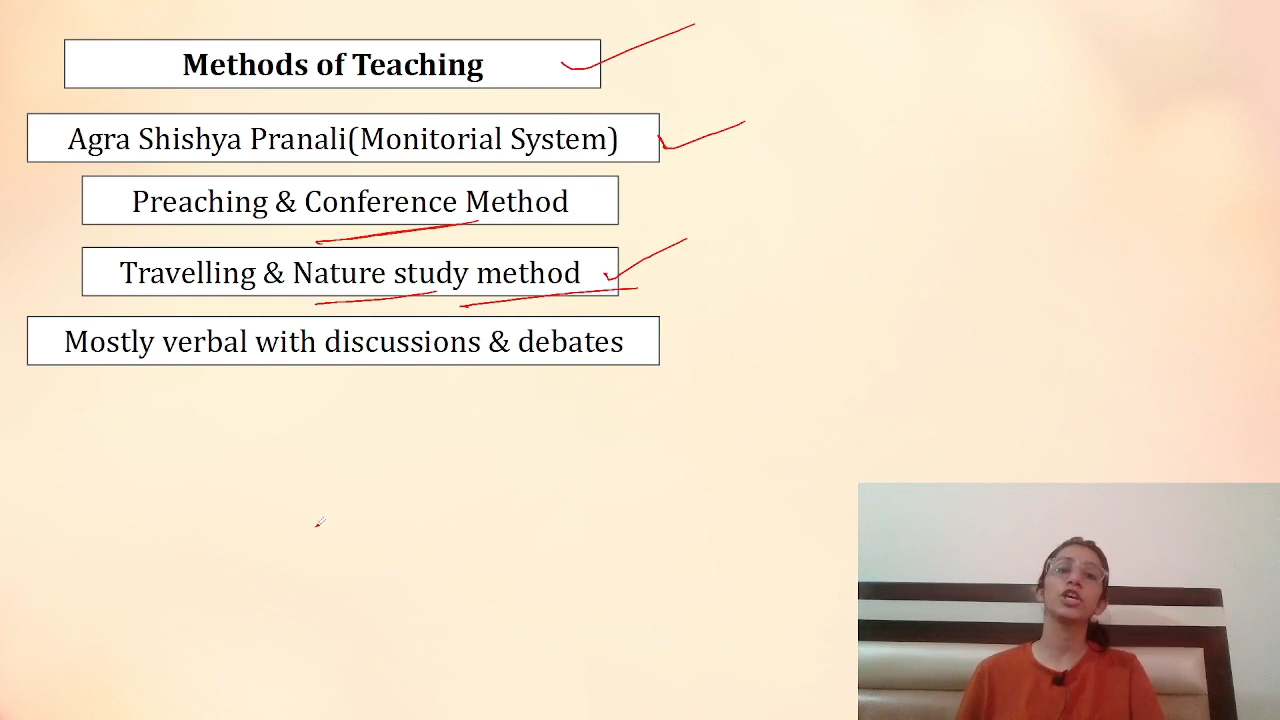 Methods of Teaching
Agra Shishya Pranali(Monitorial System)
Preaching & Conference Method
Travelling & Nature study method
Mostly verbal with discussions & debates